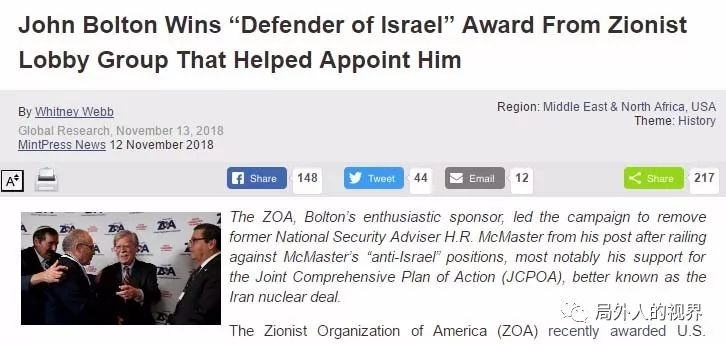 John Bolton Wins “Defender of Israel” Award From Zionist
Lobby Group That Helped Appoint Him
By Whitney Webb
Global Research, November 13, 2018
MintPress News 12 November 2018
Region: Middle East & North Africa, USA
Theme: History
A
Share 148
Tweet 44
Email 12
Share 217
ZOA
ZOA
The ZOA, Bolton’s enthusiastic sponsor, led the campaign to remove
former National Security Adviser H.R. McMaster from his post after railing
against McMaster’s “anti-Israel” positions, most notably his support for
the Joint Comprehensive Plan of Action (JCPOA), better known as the
Iran nuclear deal.
The Zionist Organization of America (ZOA) recently awarded U.S.
局外人的视界